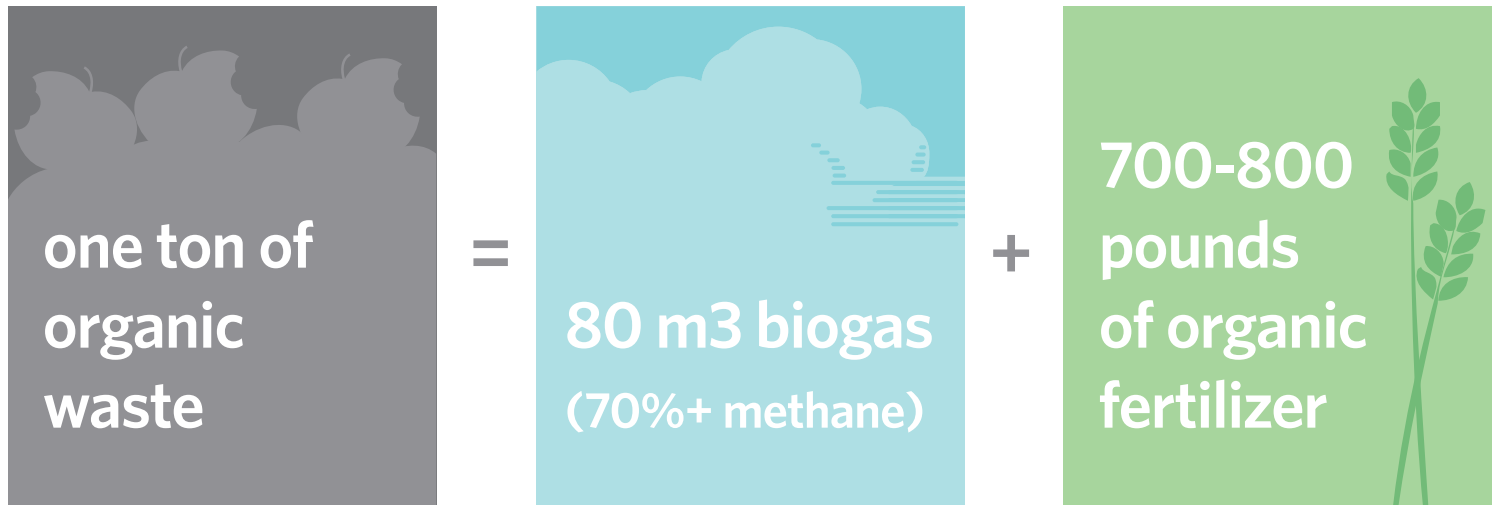 one ton of
organic
waste
=
80 m3 biogas
(70%+ methane)
+
700-800
pounds
of organic
fertilizer